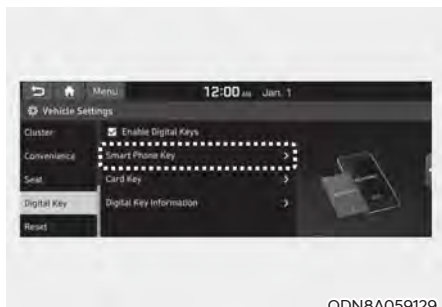 Menu 12:00 AM Jan. 1
Vehicle Settings
Cluster
Enable Digital Keys
Convenience
Smart Phone Key
Seat
Card Key
Digital Key
Digital Key Information
Reset
ODN8A059129